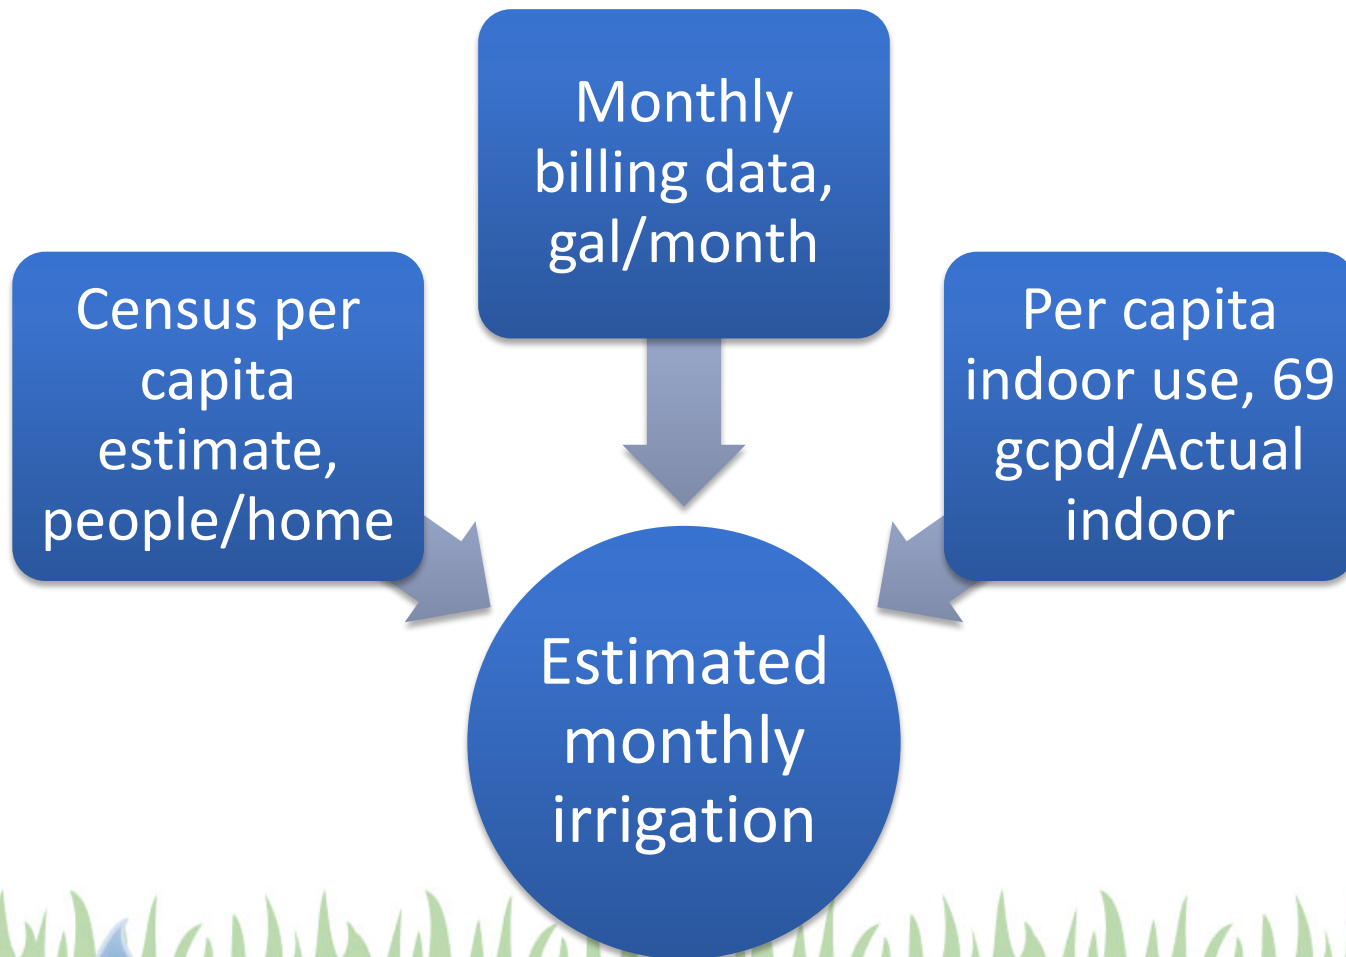 Monthly
billing data,
gal/month
Census per
capita
estimate,
people/home
Per capita
indoor use, 69
gcpd/Actual
indoor
Estimated
monthly
irrigation